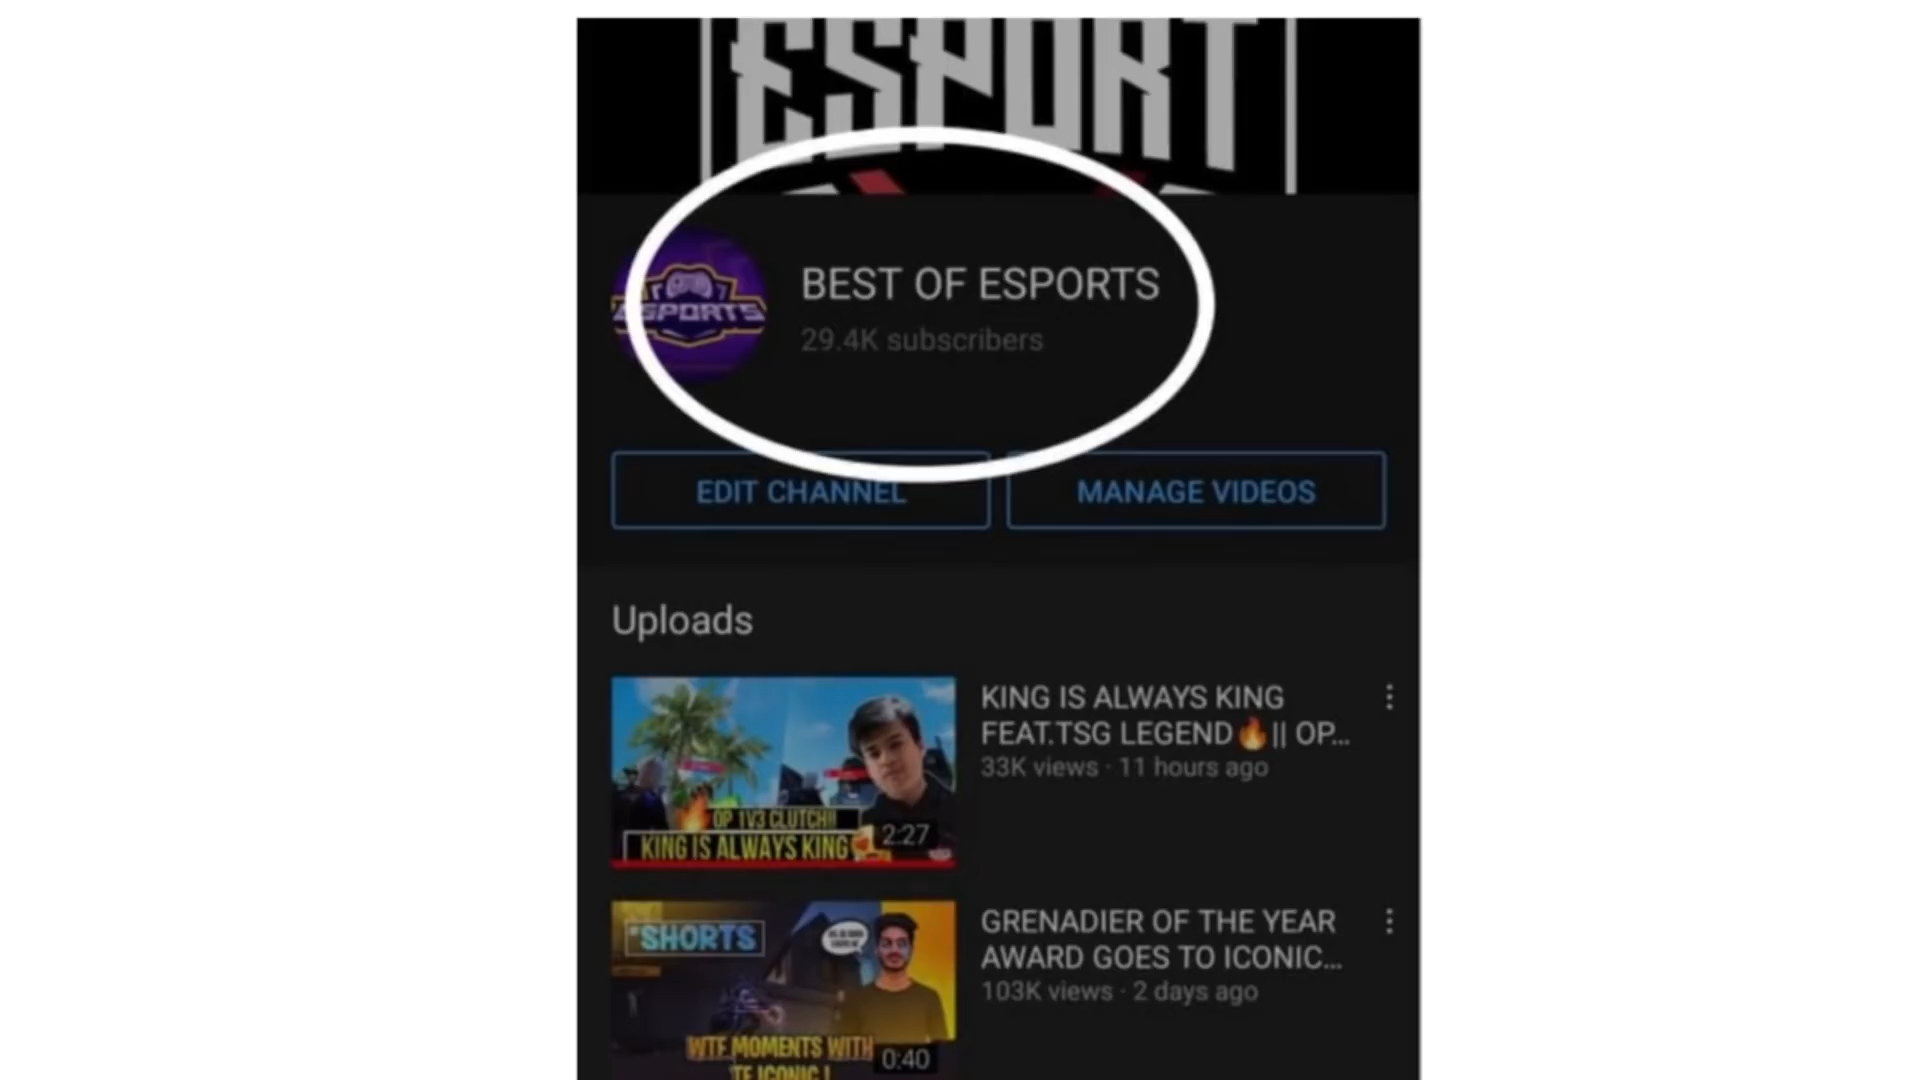 ESPORT
ESPORTS
BEST OF ESPORTS
29.4K subscribers
EDIT CHANNEL
MANAGE VIDEOS
Uploads
OP 1V3 CLUTCH!!
KING IS ALWAYS KING
2:27
KING IS ALWAYS KING
FEAT.TSG LEGEND🔥|| OP...
33K views · 11 hours ago
*SHORTS
WTF MOMENTS WITH
TF ICONIC !
0:40
GRENADIER OF THE YEAR
AWARD GOES TO ICONIC...
103K views · 2 days ago